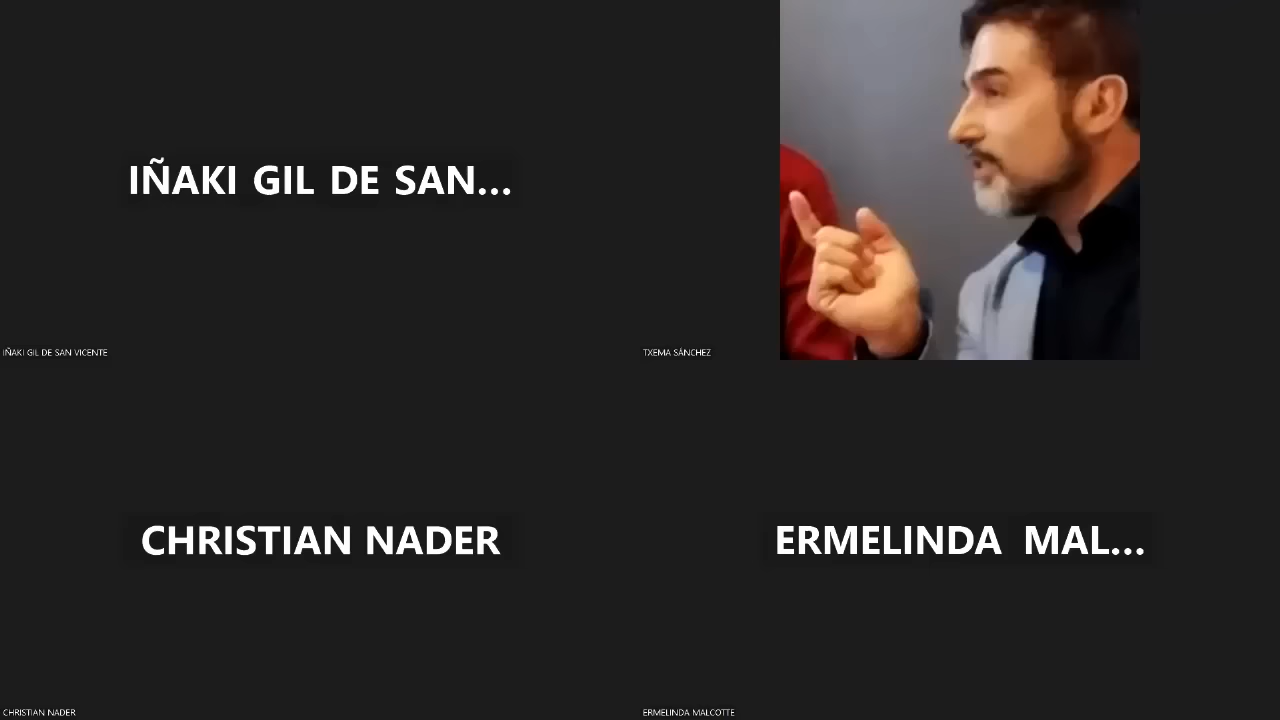 IÑAKI GIL DE SAN...
IÑAKI GIL DE SAN VICENTE
TXEMA SÁNCHEZ
CHRISTIAN NADER
CHRISTIAN NADER
ERMELINDA MAL...
ERMELINDA MALCOTTE